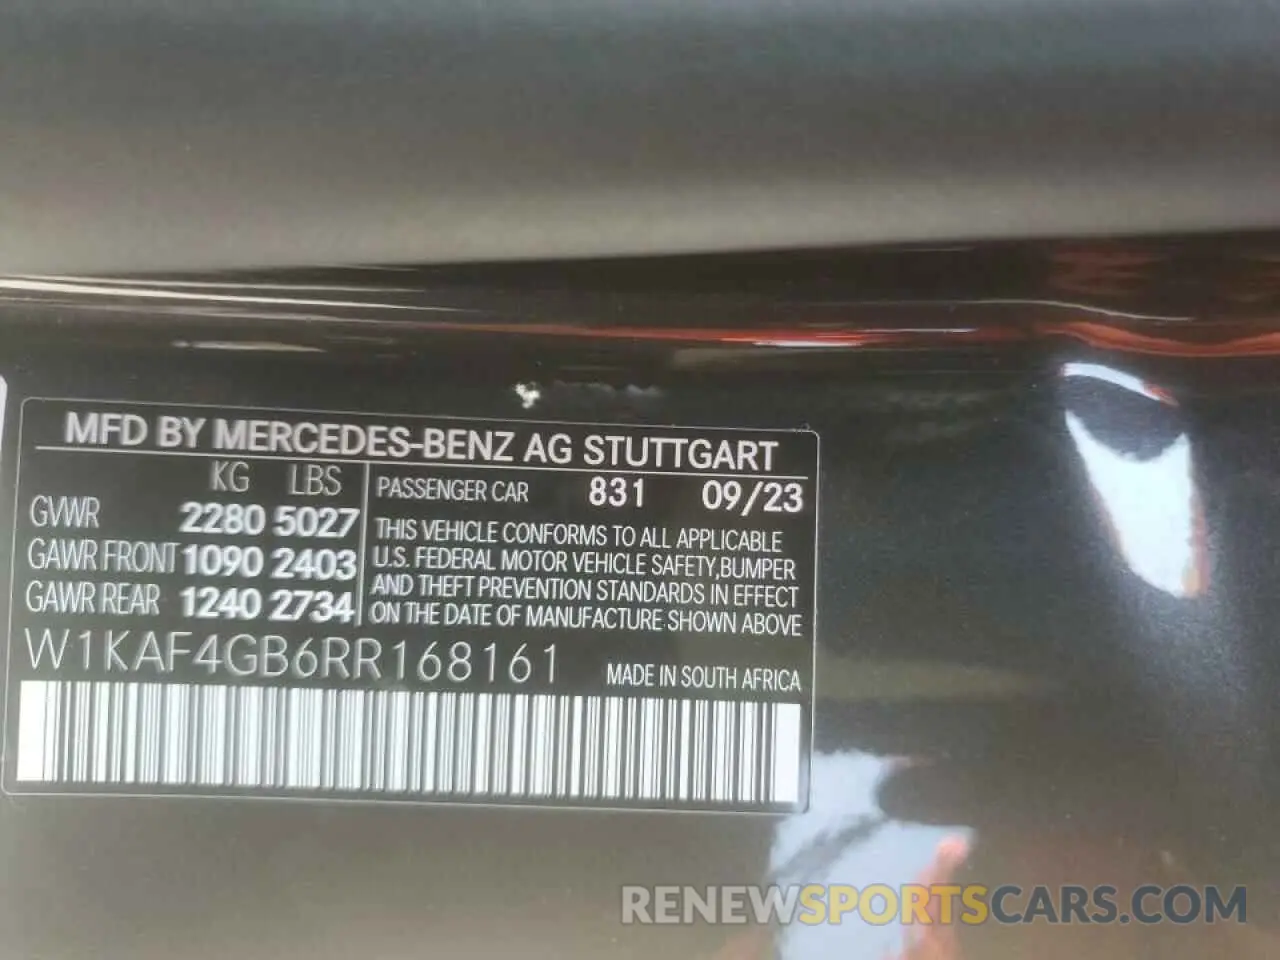 MFD BY MERCEDES-BENZ AG STUTTGART
KG LBS
GVWR 2280 5027
GAWR FRONT 1090 2403
GAWR REAR 1240 2734
PASSENGER CAR 831 09/23
THIS VEHICLE CONFORMS TO ALL APPLICABLE
U.S. FEDERAL MOTOR VEHICLE SAFETY,BUMPER
AND THEFT PREVENTION STANDARDS IN EFFECT
ON THE DATE OF MANUFACTURE SHOWN ABOVE
W1KAF4GB6RR168161
MADE IN SOUTH AFRICA
RENEWSPORTSCARS.COM